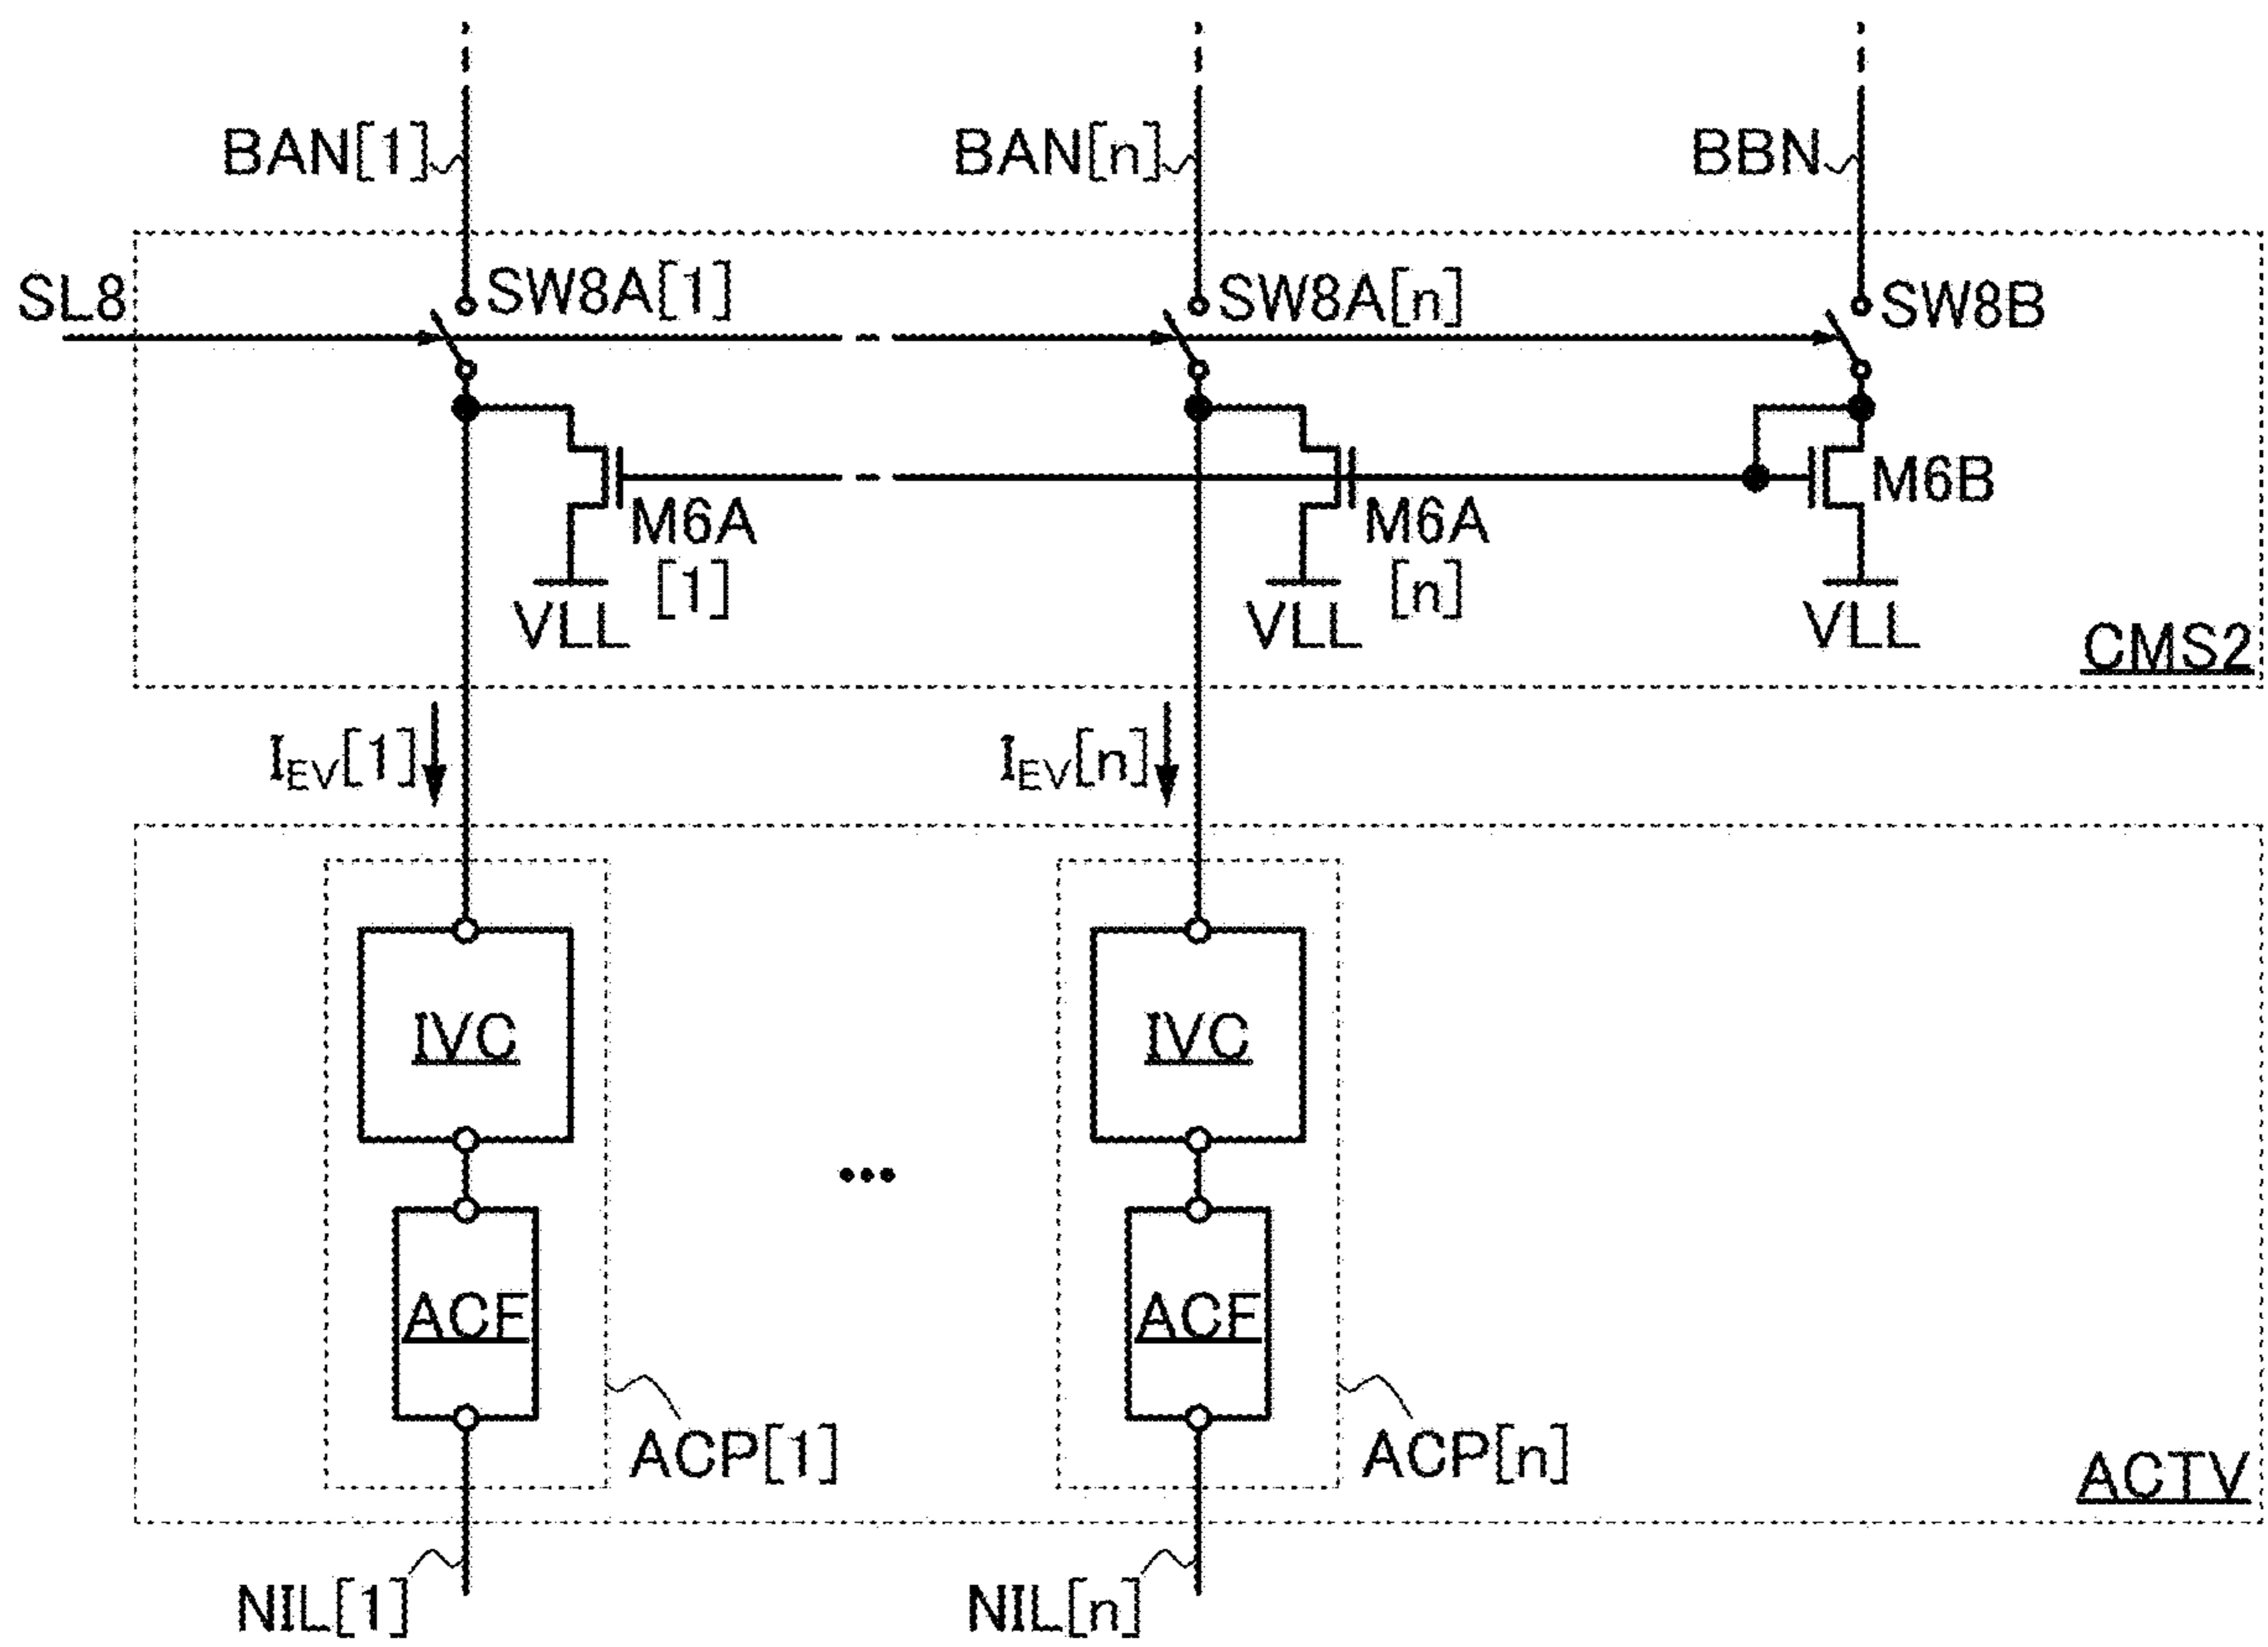 BAN[1]
BAN[n]
BBN
SL8
SW8A[1]
SW8A[n]
SW8B
M6A
[1]
M6A
[n]
M6B
VLL
VLL
VLL
CMS2
IEV[1]
IEV[n]
IVC
IVC
...
ACF
ACF
ACP[1]
ACP[n]
ACTV
NIL[1]
NIL[n]